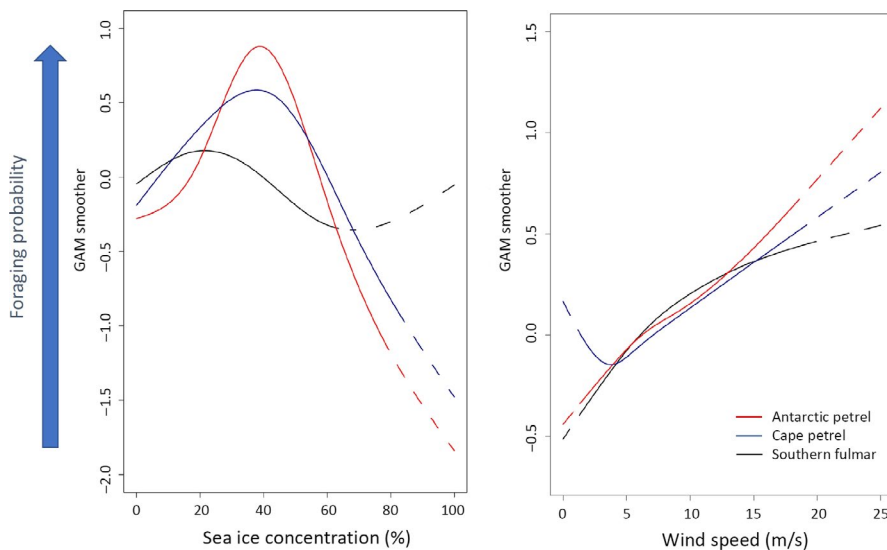 Foraging probability
GAM smoother
1.0
0.5
0.0
−0.5
−1.0
−1.5
−2.0
0 20 40 60 80 100
Sea ice concentration (%)
GAM smoother
1.5
1.0
0.5
0.0
−0.5
Antarctic petrel
Cape petrel
Southern fulmar
0 5 10 15 20 25
Wind speed (m/s)